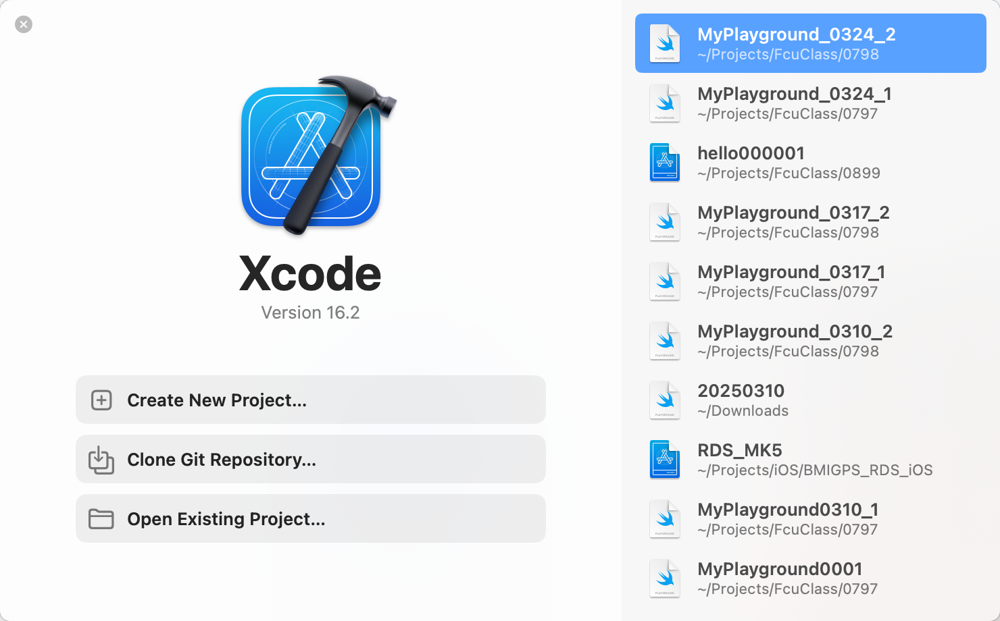 Xcode
Version 16.2
Create New Project...
Clone Git Repository...
Open Existing Project...
MyPlayground_0324_2
~/Projects/FcuClass/0798
MyPlayground_0324_1
~/Projects/FcuClass/0797
hello000001
~/Projects/FcuClass/0899
MyPlayground_0317_2
~/Projects/FcuClass/0798
MyPlayground_0317_1
~/Projects/FcuClass/0797
MyPlayground_0310_2
~/Projects/FcuClass/0798
20250310
~/Downloads
RDS_MK5
~/Projects/iOS/BMIGPS_RDS_iOS
MyPlayground0310_1
~/Projects/FcuClass/0797
MyPlayground0001
~/Projects/FcuClass/0797